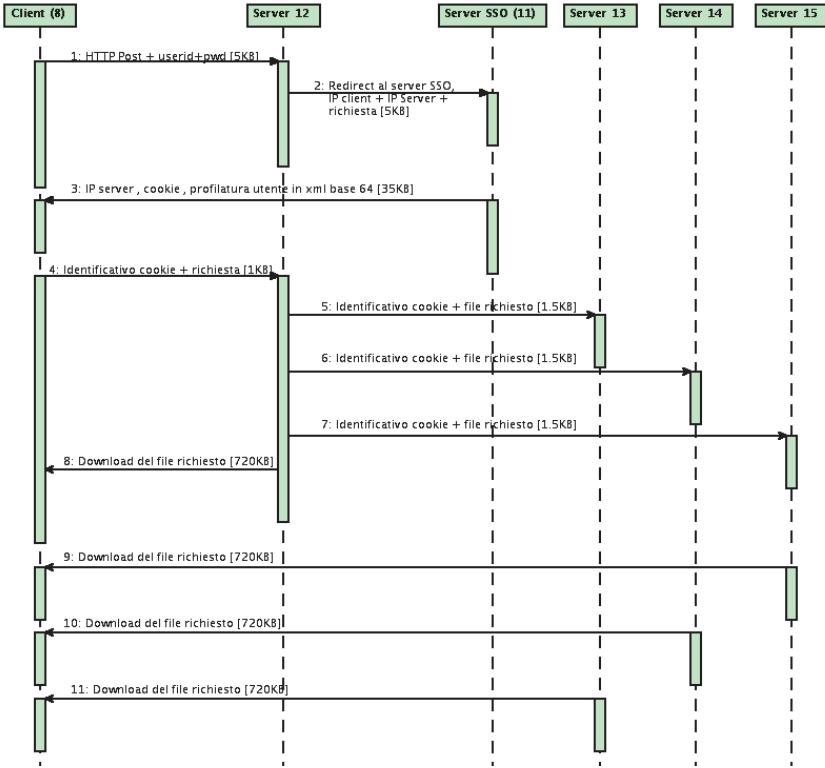 Client (8)
Server 12
Server SSO (11)
Server 13
Server 14
Server 15
1: HTTP Post + userid+pwd [5KB]
2: Redirect al server SSO,
IP client + IP Server +
richiesta [5KB]
3: IP server , cookie , profilatura utente in xml base 64 [35KB]
4: Identificativo cookie + richiesta [1KB]
5: Identificativo cookie + file richiesto [1.5KB]
6: Identificativo cookie + file richiesto [1.5KB]
7: Identificativo cookie + file richiesto [1.5KB]
8: Download del file richiesto [720KB]
9: Download del file richiesto [720KB]
10: Download del file richiesto [720KB]
11: Download del file richiesto [720KB]